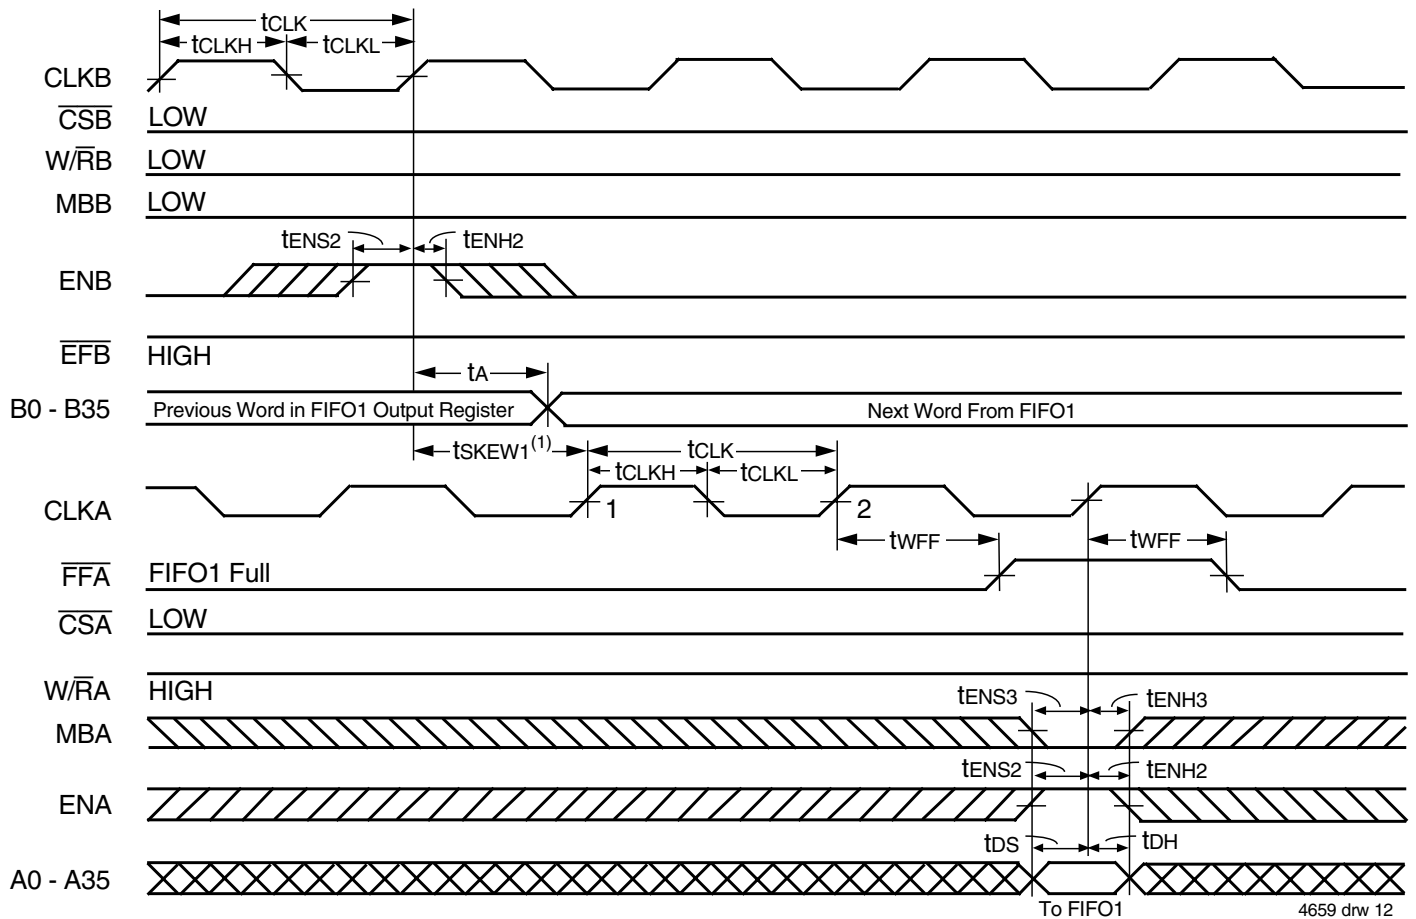 tCLK
tCLKH tCLKL
CLKB
CSB LOW
W/RB LOW
MBB LOW
tENS2 tENH2
ENB
EFB HIGH
tA
B0 - B35 Previous Word in FIFO1 Output Register Next Word From FIFO1
tSKEW1(1) tCLK
tCLKH tCLKL
CLKA 1 2
tWFF tWFF
FFA FIFO1 Full
CSA LOW
W/RA HIGH
tENS3 tENH3
MBA
tENS2 tENH2
ENA
tDS tDH
A0 - A35
To FIFO1
4659 drw 12